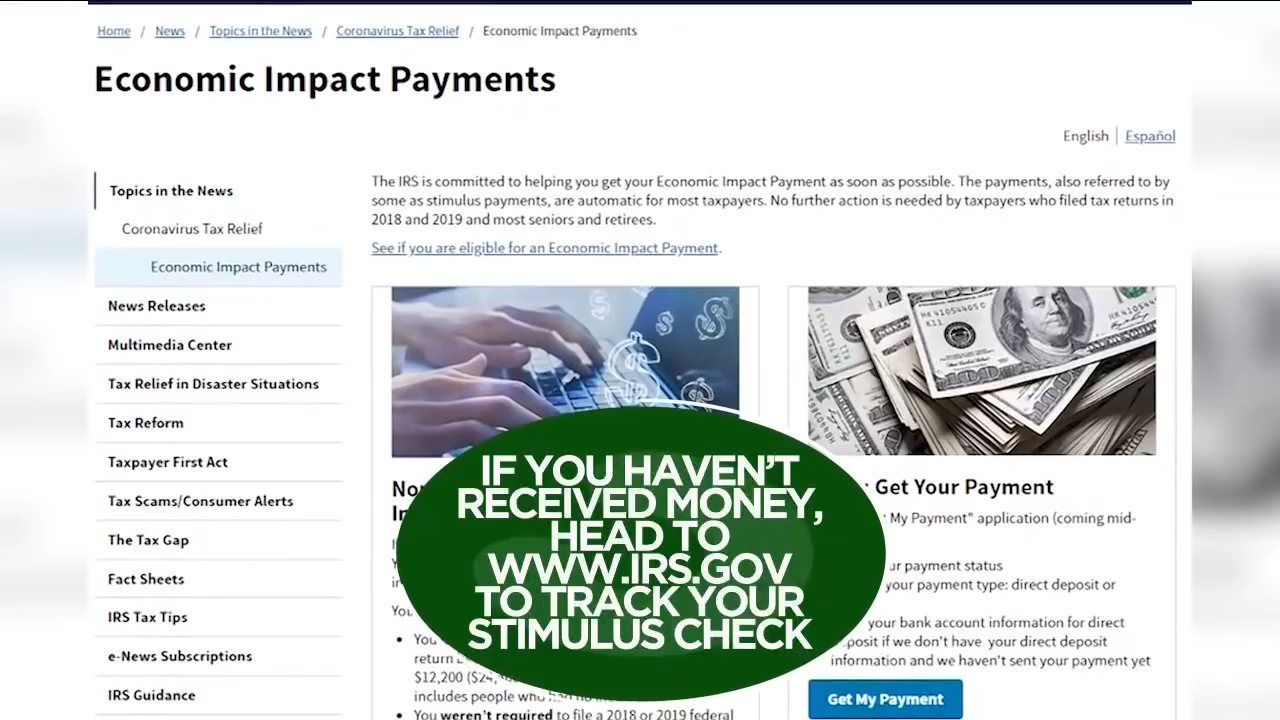 Home / News / Topics in the News / Coronavirus Tax Relief / Economic Impact Payments
Economic Impact Payments
English | Español
Topics in the News
Coronavirus Tax Relief
Economic Impact Payments
News Releases
Multimedia Center
Tax Relief in Disaster Situations
Tax Reform
Taxpayer First Act
Tax Scams/Consumer Alerts
The Tax Gap
Fact Sheets
IRS Tax Tips
e-News Subscriptions
IRS Guidance
The IRS is committed to helping you get your Economic Impact Payment as soon as possible. The payments, also referred to by
some as stimulus payments, are automatic for most taxpayers. No further action is needed by taxpayers who filed tax returns in
2018 and 2019 and most seniors and retirees.
See if you are eligible for an Economic Impact Payment.
HK41054405C
K11
100
IF YOU HAVEN'T
RECEIVED MONEY,
HEAD TO
WWW.IRS.GOV
TO TRACK YOUR
STIMULUS CHECK
return
$12,200 ($24,
includes people who
• You weren't required to file a 2018 or 2019 federal
Get Your Payment
My Payment" application (coming mid-
payment status
your payment type: direct deposit or
your bank account information for direct
if we don't have your direct deposit
information and we haven't sent your payment yet
Get My Payment